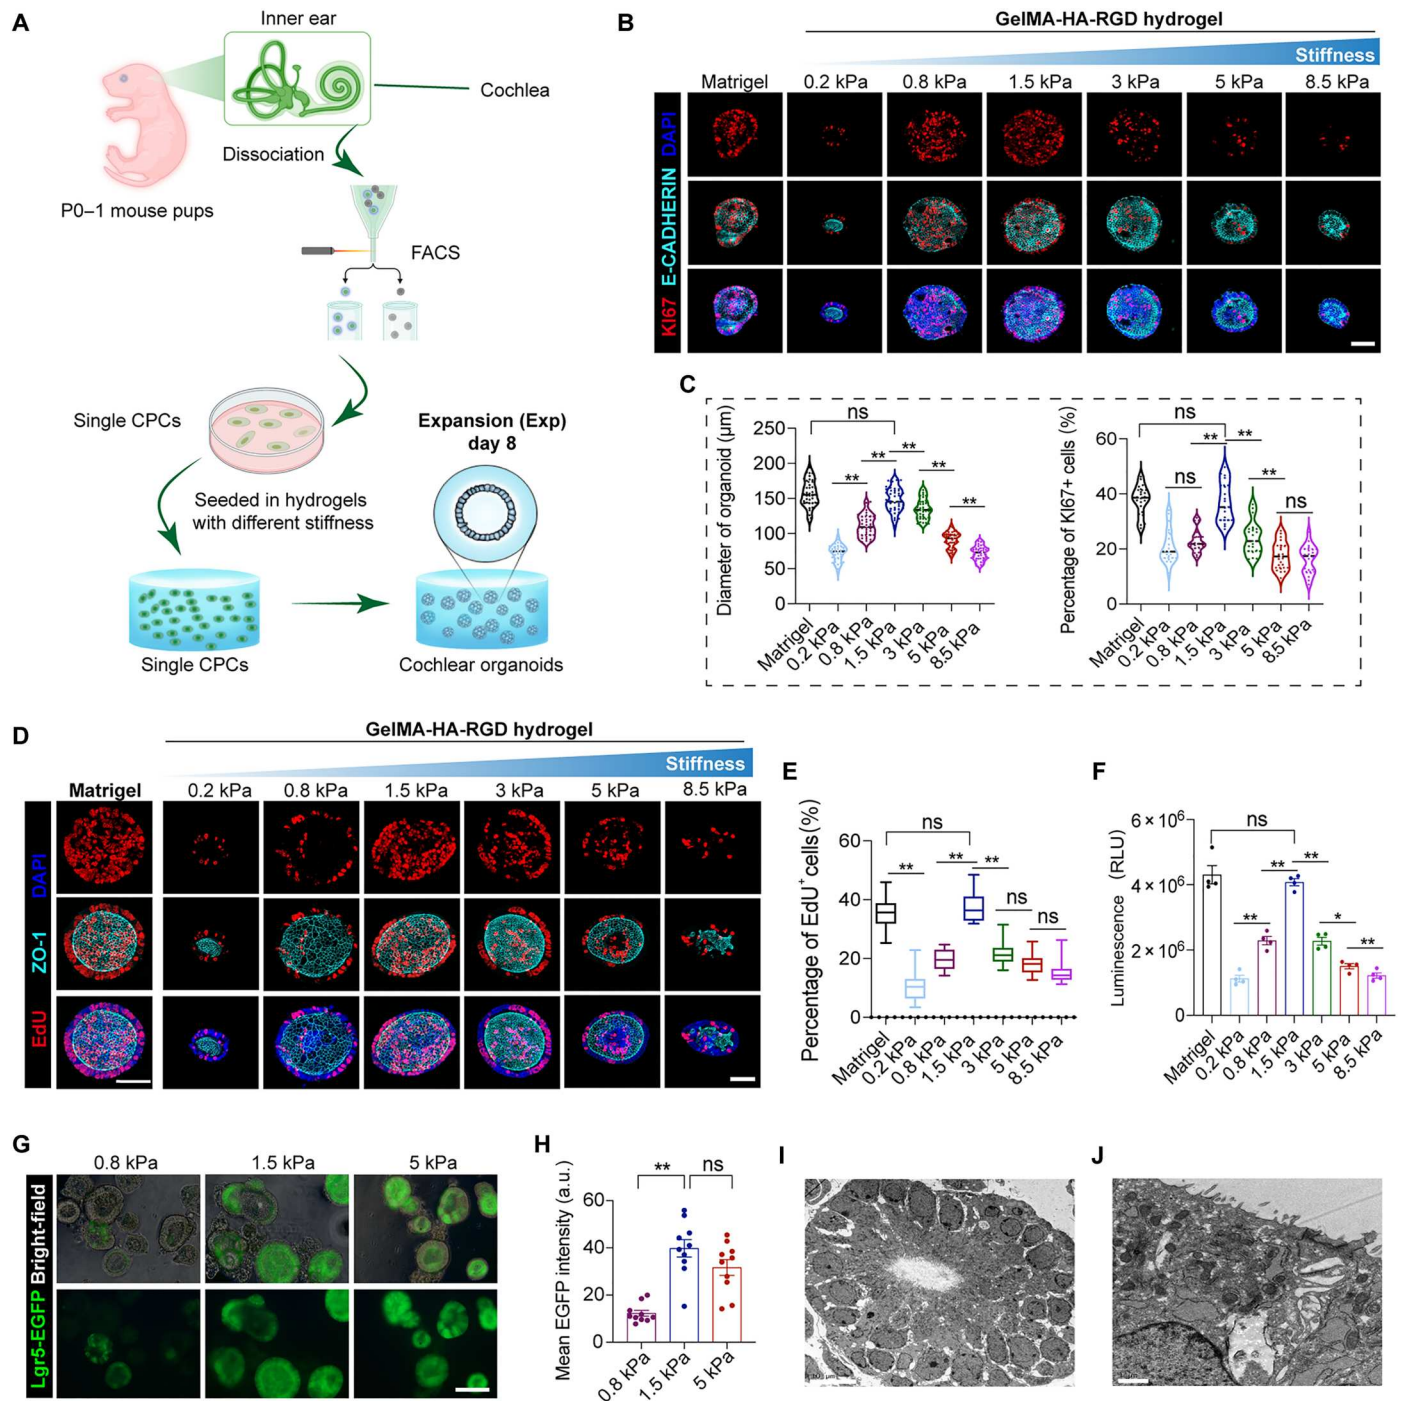 A
Inner ear
Cochlea
Dissociation
P0–1 mouse pups
FACS
Single CPCs
Expansion (Exp)
day 8
Seeded in hydrogels
with different stiffness
Single CPCs
Cochlear organoids
B
GelMA-HA-RGD hydrogel
Stiffness
Matrigel 0.2 kPa 0.8 kPa 1.5 kPa 3 kPa 5 kPa 8.5 kPa
KI67 E-CADHERIN DAPI
C
Diameter of organoid (μm)
250
200
150
100
50
0
ns
** ** ** ** **
Matrigel 0.2 kPa 0.8 kPa 1.5 kPa 3 kPa 5 kPa 8.5 kPa
Percentage of KI67+ cells (%)
60
40
20
0
ns
ns ** ** ** ns
Matrigel 0.2 kPa 0.8 kPa 1.5 kPa 3 kPa 5 kPa 8.5 kPa
D
GelMA-HA-RGD hydrogel
Stiffness
Matrigel 0.2 kPa 0.8 kPa 1.5 kPa 3 kPa 5 kPa 8.5 kPa
EdU ZO-1 DAPI
E
Percentage of EdU+ cells(%)
60
40
20
0
ns
** ** ** ns ns
Matrigel 0.2 kPa 0.8 kPa 1.5 kPa 3 kPa 5 kPa 8.5 kPa
F
Luminescence (RLU)
6 × 10⁶
4 × 10⁶
2 × 10⁶
0
ns
** ** ** * **
Matrigel 0.2 kPa 0.8 kPa 1.5 kPa 3 kPa 5 kPa 8.5 kPa
G
0.8 kPa 1.5 kPa 5 kPa
Lgr5-EGFP Bright-field
H
Mean EGFP intensity (a.u.)
60
40
20
0
** ns
0.8 kPa 1.5 kPa 5 kPa
I
J